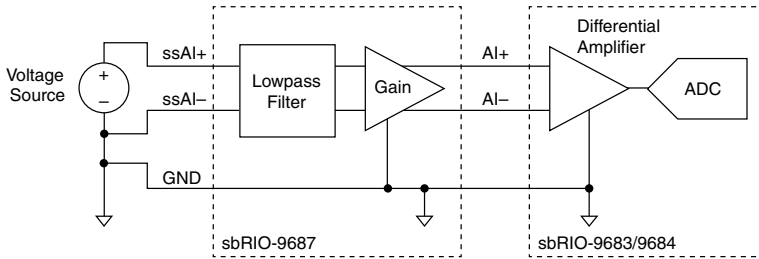 Differential
Amplifier
Voltage
Source
+
–
ssAI+
ssAI–
GND
Lowpass
Filter
Gain
AI+
AI–
ADC
sbRIO-9687
sbRIO-9683/9684